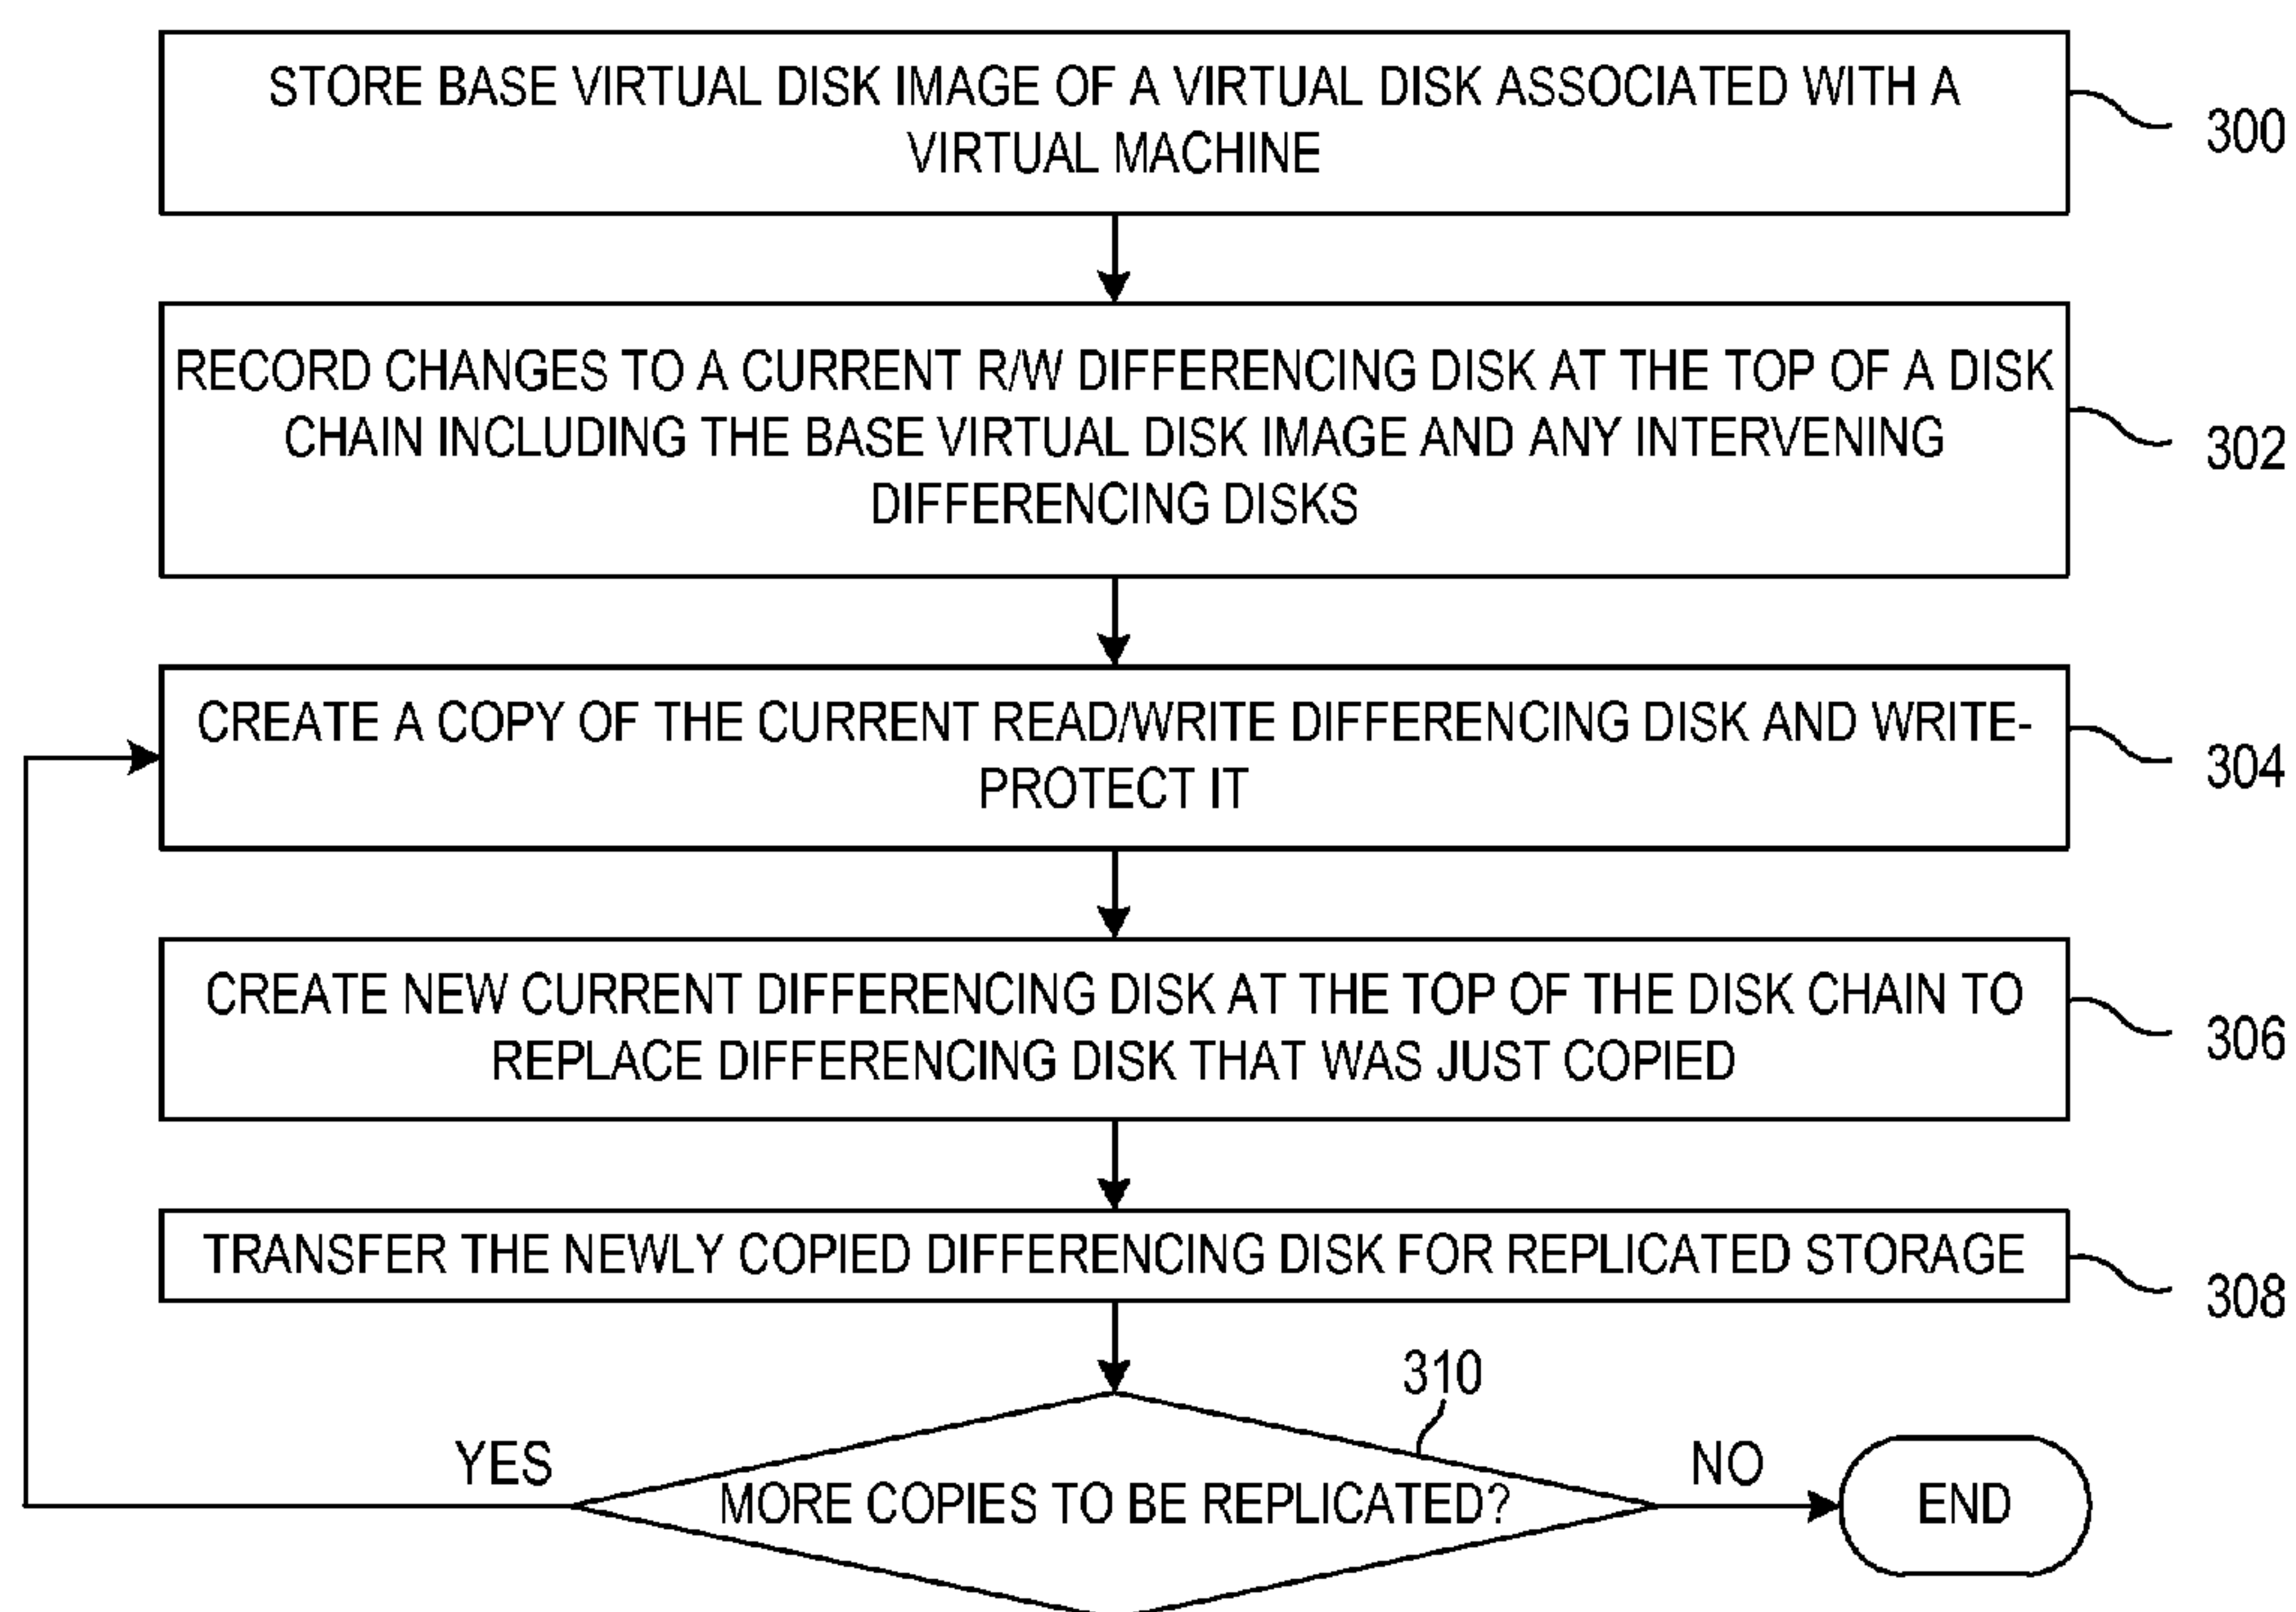 STORE BASE VIRTUAL DISK IMAGE OF A VIRTUAL DISK ASSOCIATED WITH A
VIRTUAL MACHINE
300
RECORD CHANGES TO A CURRENT R/W DIFFERENCING DISK AT THE TOP OF A DISK
CHAIN INCLUDING THE BASE VIRTUAL DISK IMAGE AND ANY INTERVENING
DIFFERENCING DISKS
302
CREATE A COPY OF THE CURRENT READ/WRITE DIFFERENCING DISK AND WRITE-
PROTECT IT
304
CREATE NEW CURRENT DIFFERENCING DISK AT THE TOP OF THE DISK CHAIN TO
REPLACE DIFFERENCING DISK THAT WAS JUST COPIED
306
TRANSFER THE NEWLY COPIED DIFFERENCING DISK FOR REPLICATED STORAGE
308
310
YES
MORE COPIES TO BE REPLICATED?
NO
END